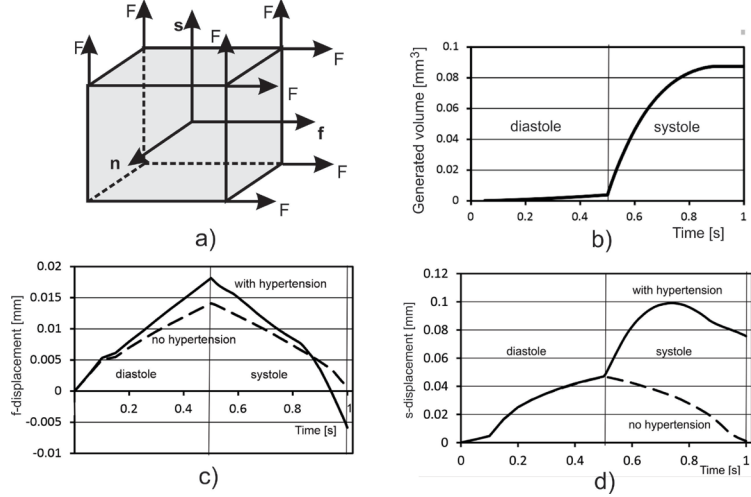 F F F
s
F F
F
F
f
n
F
F
a)
Generated volume [mm³]
0.1
0.08
0.06
0.04
0.02
0
diastole systole
0 0.2 0.4 0.6 0.8 1
Time [s]
b)
f-displacement [mm]
0.02
0.015
0.01
0.005
0
-0.005
-0.01
with hypertension
no hypertension
diastole systole
0.2 0.4 0.6 0.8 1
Time [s]
c)
s-displacement [mm]
0.12
0.1
0.08
0.06
0.04
0.02
0
with hypertension
diastole systole
no hypertension
0 0.2 0.4 0.6 0.8 1
Time [s]
d)